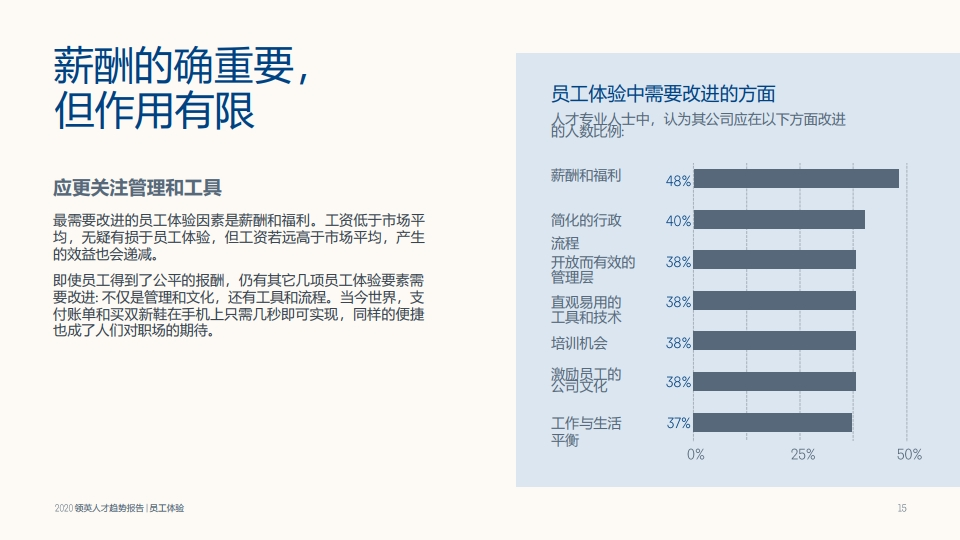 薪酬的确重要，
但作用有限
应更关注管理和工具
最需要改进的员工体验因素是薪酬和福利。工资低于市场平
均，无疑有损于员工体验，但工资若远高于市场平均，产生
的效益也会递减。
即使员工得到了公平的报酬，仍有其它几项员工体验要素需
要改进: 不仅是管理和文化，还有工具和流程。当今世界，支
付账单和买双新鞋在手机上只需几秒即可实现，同样的便捷
也成了人们对职场的期待。
员工体验中需要改进的方面
人才专业人士中，认为其公司应在以下方面改进
的人数比例:
薪酬和福利
48%
简化的行政
流程
40%
开放而有效的
管理层
38%
直观易用的
工具和技术
38%
培训机会
38%
激励员工的
公司文化
38%
工作与生活
平衡
37%
0% 25% 50%
2020 领英人才趋势报告 | 员工体验
15